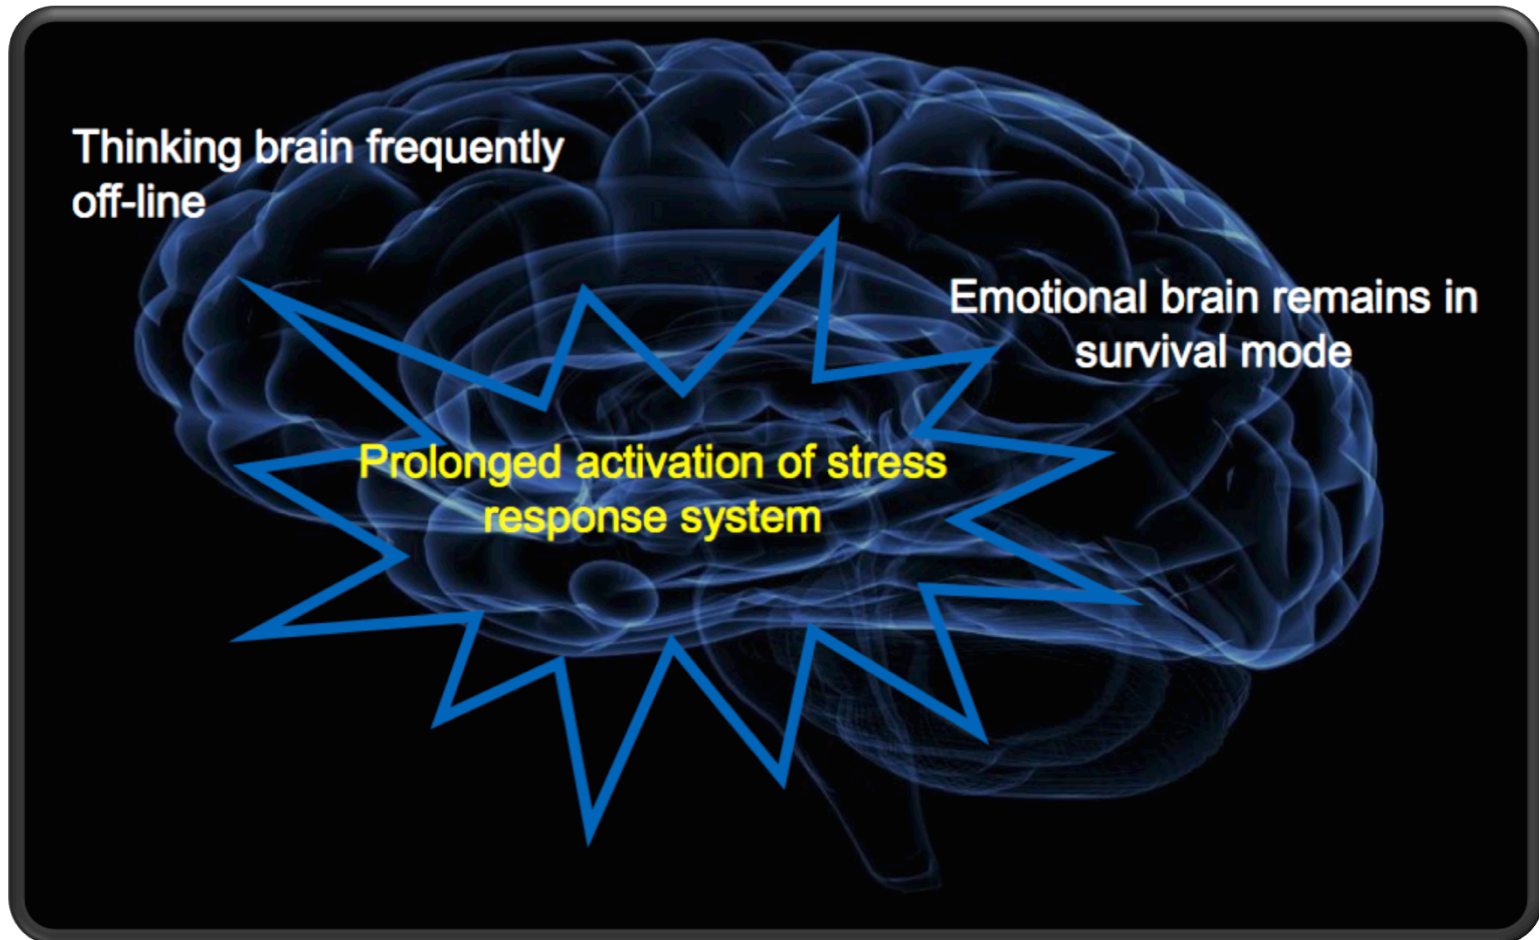 Thinking brain frequently
off-line
Emotional brain remains in
survival mode
Prolonged activation of stress
response system